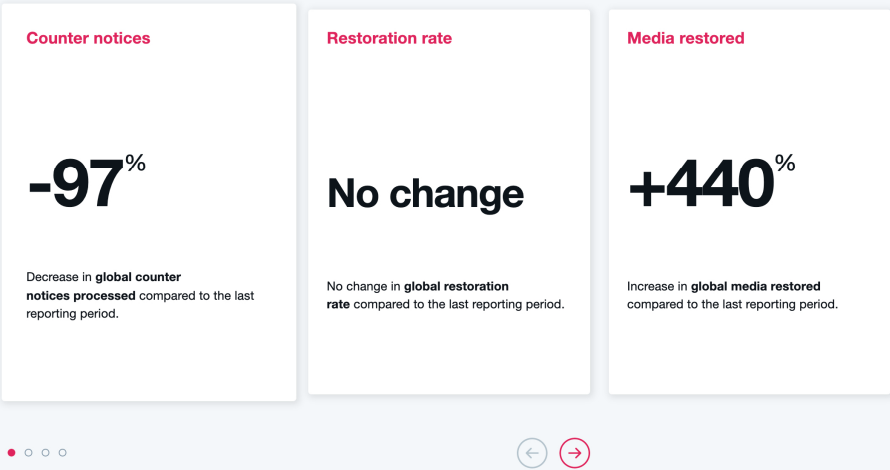 Counter notices
-97%
Decrease in global counter
notices processed compared to the last
reporting period.
Restoration rate
No change
No change in global restoration
rate compared to the last reporting period.
Media restored
+440%
Increase in global media restored
compared to the last reporting period.